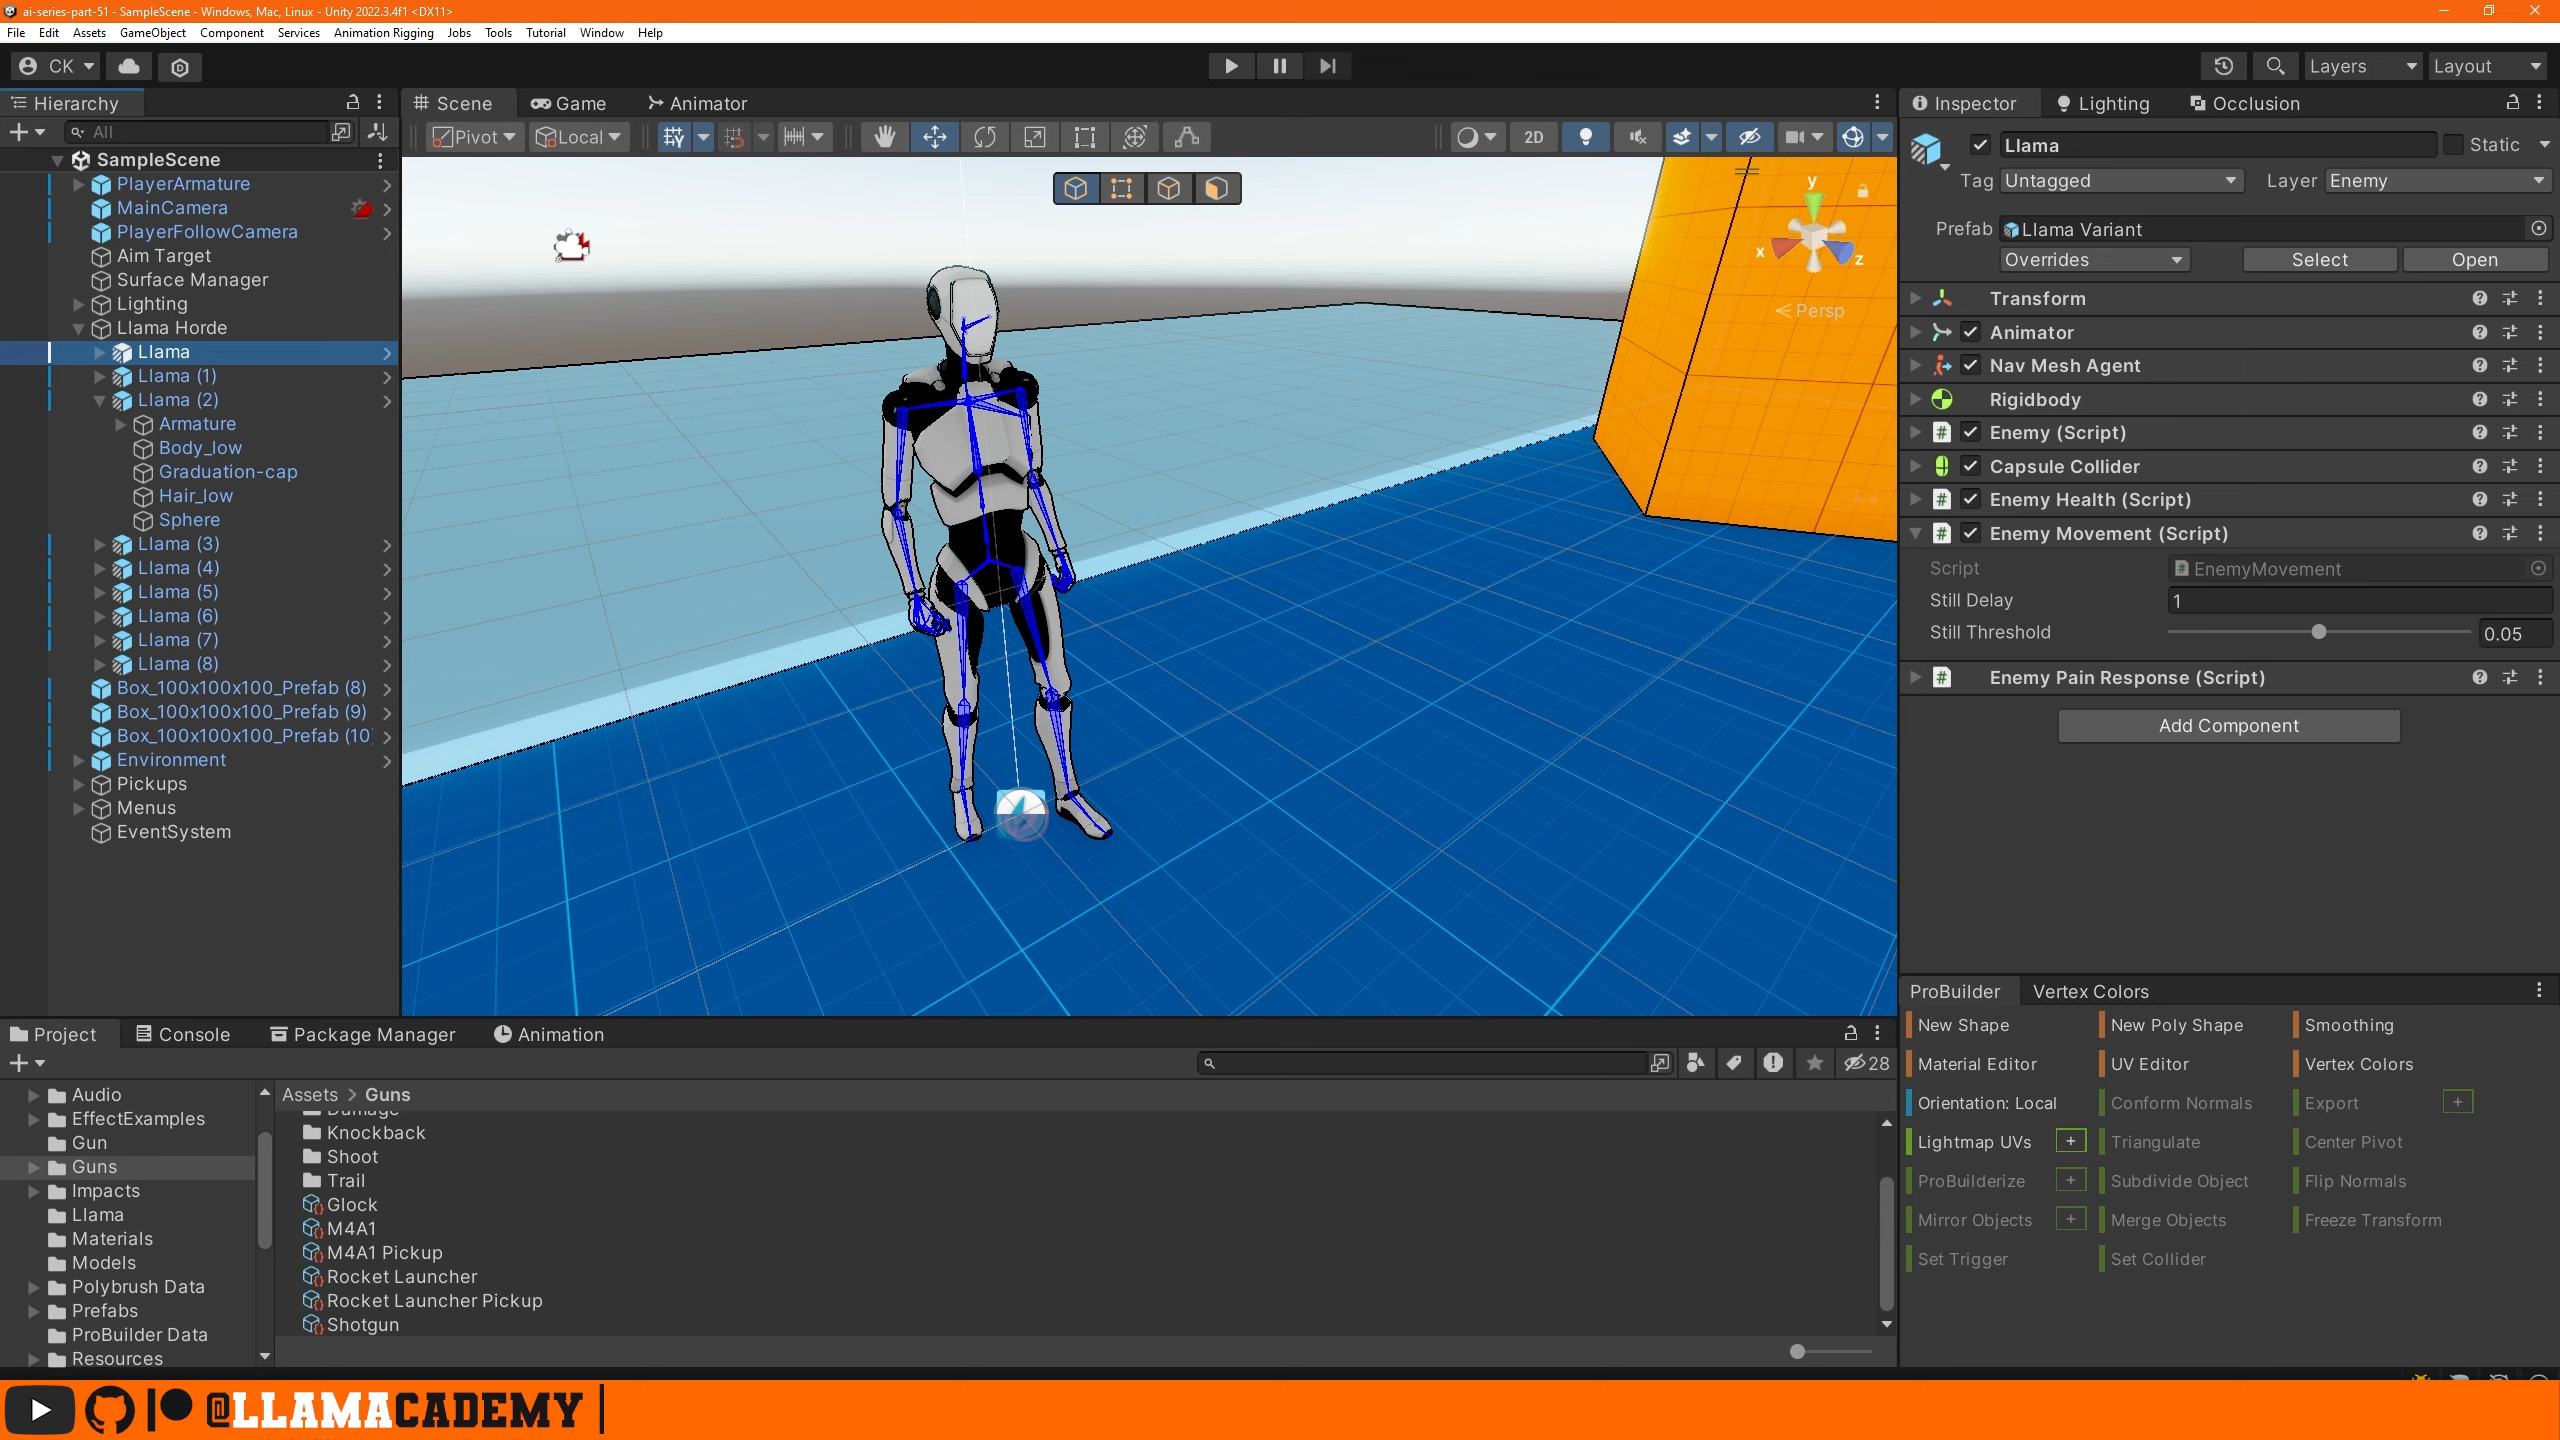 ai-series-part-51 - SampleScene - Windows, Mac, Linux - Unity 2022.3.4f1 <DX11>
File Edit Assets GameObject Component Services Animation Rigging Jobs Tools Tutorial Window Help
CK Layers Layout
Hierarchy
All
SampleScene
PlayerArmature
MainCamera
PlayerFollowCamera
Aim Target
Surface Manager
Lighting
Llama Horde
Llama
Llama (1)
Llama (2)
Armature
Body_low
Graduation-cap
Hair_low
Sphere
Llama (3)
Llama (4)
Llama (5)
Llama (6)
Llama (7)
Llama (8)
Box_100x100x100_Prefab (8)
Box_100x100x100_Prefab (9)
Box_100x100x100_Prefab (10)
Environment
Pickups
Menus
EventSystem
Scene Game Animator
Pivot Local 2D
y
x z
< Persp
Inspector Lighting Occlusion
Llama Static
Tag Untagged Layer Enemy
Prefab Llama Variant
Overrides Select Open
Transform
Animator
Nav Mesh Agent
Rigidbody
Enemy (Script)
Capsule Collider
Enemy Health (Script)
Enemy Movement (Script)
Script EnemyMovement
Still Delay 1
Still Threshold 0.05
Enemy Pain Response (Script)
Add Component
ProBuilder Vertex Colors
New Shape New Poly Shape Smoothing
Material Editor UV Editor Vertex Colors
Orientation: Local Conform Normals Export +
Lightmap UVs + Triangulate Center Pivot
ProBuilderize + Subdivide Object Flip Normals
Mirror Objects + Merge Objects Freeze Transform
Set Trigger Set Collider
Project Console Package Manager Animation
28
Audio
EffectExamples
Gun
Guns
Impacts
Llama
Materials
Models
Polybrush Data
Prefabs
ProBuilder Data
Resources
Assets > Guns
Damage
Knockback
Shoot
Trail
Glock
M4A1
M4A1 Pickup
Rocket Launcher
Rocket Launcher Pickup
Shotgun
@LLAMACADEMY